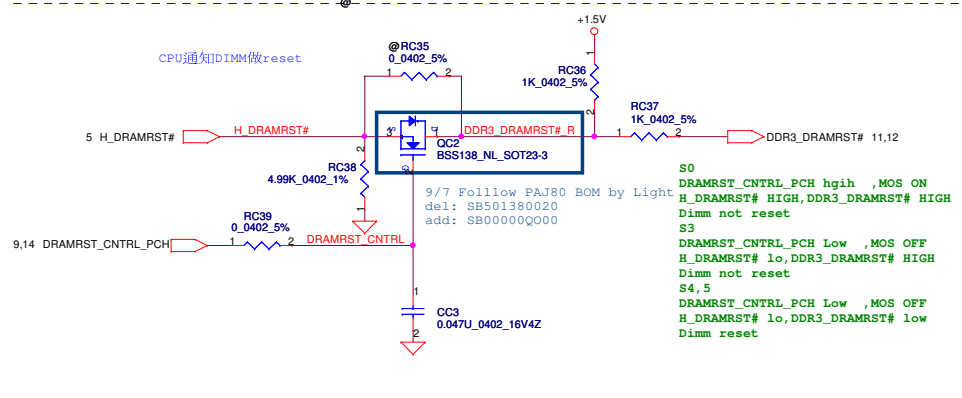 @
+1.5V
CPU通知DIMM做reset
@RC35
0_0402_5%
1 2
RC36
1K_0402_5%
1
2
RC37
1K_0402_5%
1 2
5 H_DRAMRST#
H_DRAMRST#
3
1
DDR3_DRAMRST#_R
DDR3_DRAMRST# 11,12
QC2
BSS138_NL_SOT23-3
RC38
4.99K_0402_1%
2
1
9/7 Folllow PAJ80 BOM by Light
del: SB501380020
add: SB00000QO00
RC39
0_0402_5%
9,14 DRAMRST_CNTRL_PCH
1 2
DRAMRST_CNTRL
1
CC3
0.047U_0402_16V4Z
2
S0
DRAMRST_CNTRL_PCH hgih ,MOS ON
H_DRAMRST# HIGH,DDR3_DRAMRST# HIGH
Dimm not reset
S3
DRAMRST_CNTRL_PCH Low ,MOS OFF
H_DRAMRST# lo,DDR3_DRAMRST# HIGH
Dimm not reset
S4,5
DRAMRST_CNTRL_PCH Low ,MOS OFF
H_DRAMRST# lo,DDR3_DRAMRST# low
Dimm reset